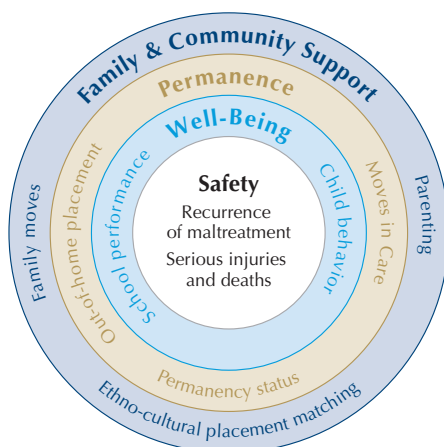 Family & Community Support
Family moves
Parenting
Ethno-cultural placement matching
Permanence
Out-of-home placement
Moves in Care
Permanency status
Well-Being
School performance
Child behavior
Safety
Recurrence
of maltreatment
Serious injuries
and deaths